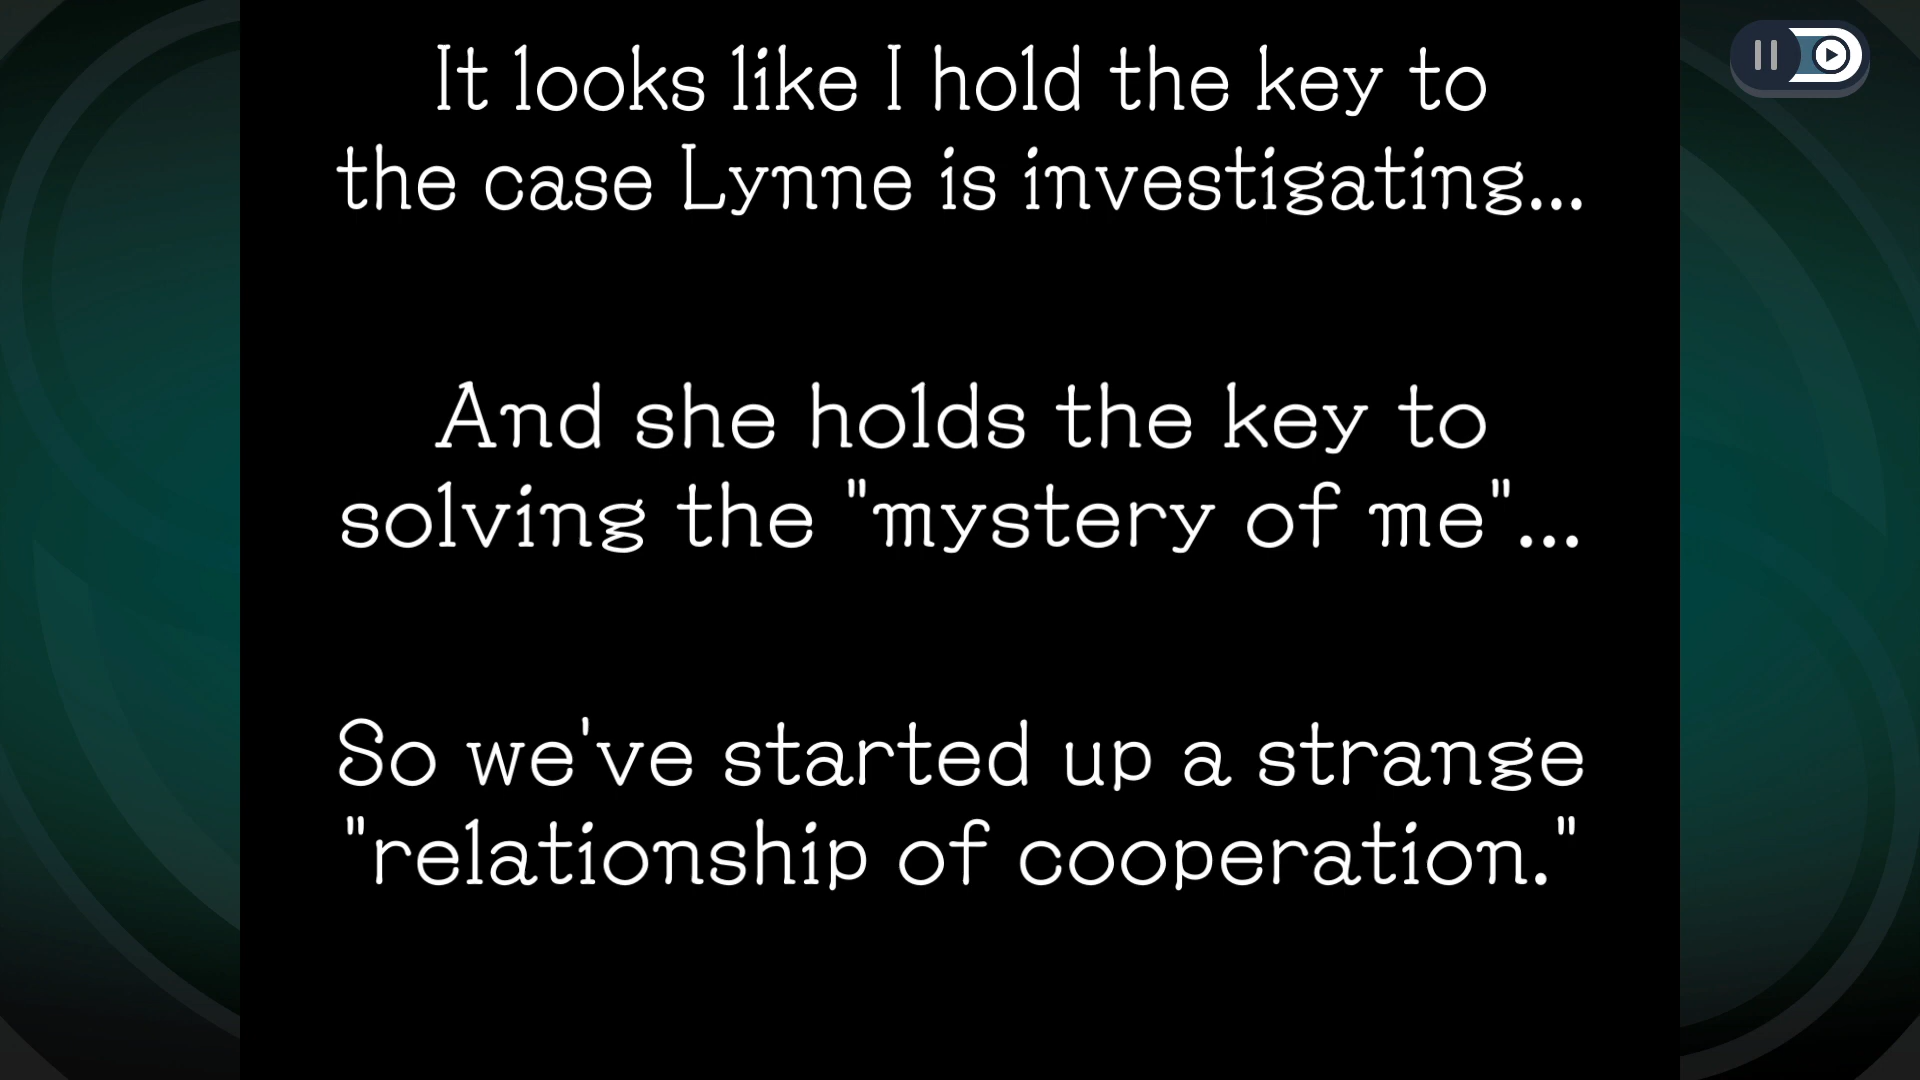 It looks like I hold the key to
the case Lynne is investigating...
And she holds the key to
solving the "mystery of me"...
So we've started up a strange
"relationship of cooperation."